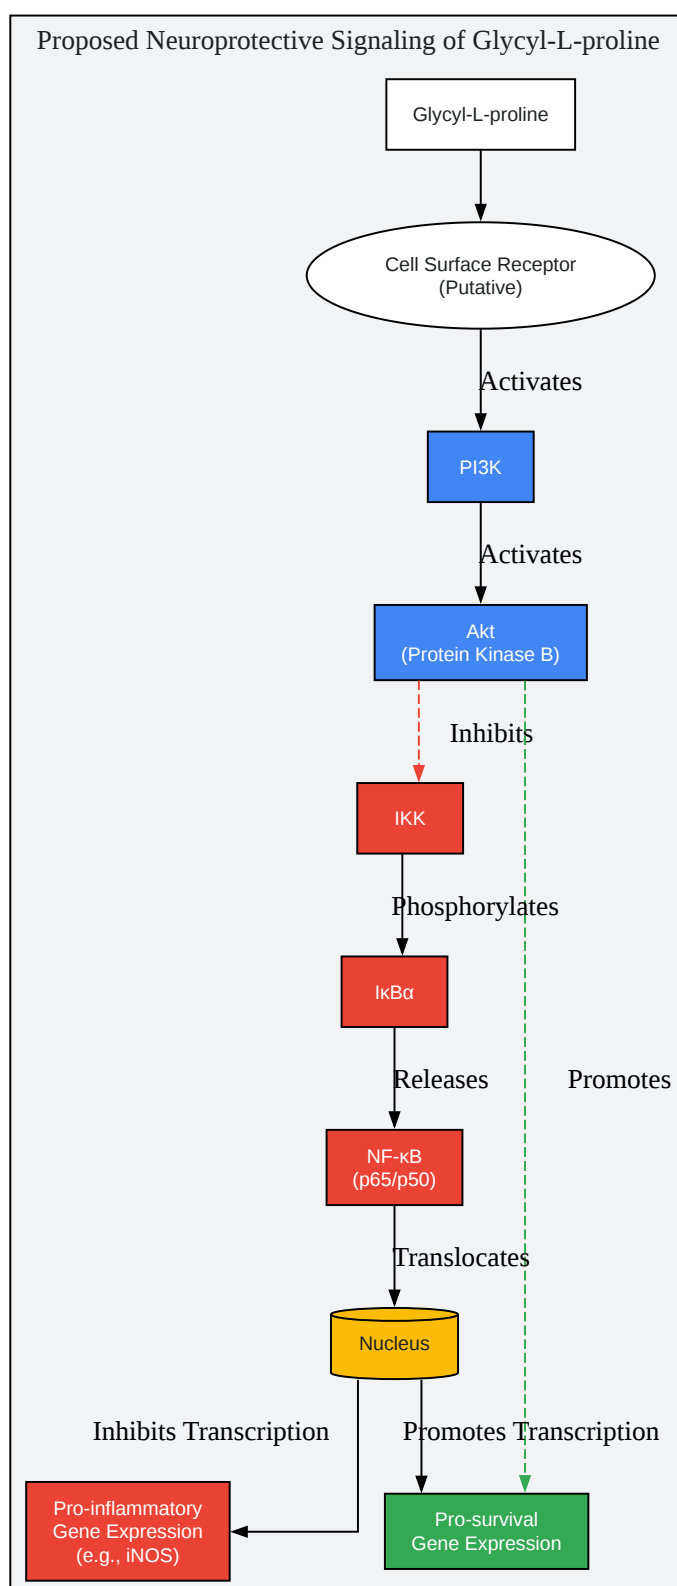 Proposed Neuroprotective Signaling of Glycyl-L-proline
Glycyl-L-proline
Cell Surface Receptor
(Putative)
Activates
PI3K
Activates
Akt
(Protein Kinase B)
Inhibits
IKK
Phosphorylates
IκBα
Releases
Promotes
NF-κB
(p65/p50)
Translocates
Nucleus
Inhibits Transcription
Promotes Transcription
Pro-inflammatory
Gene Expression
(e.g., iNOS)
Pro-survival
Gene Expression